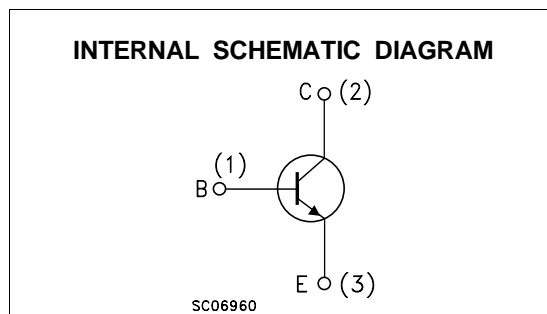 INTERNAL SCHEMATIC DIAGRAM
C (2)
(1)
B
E (3)
SC06960